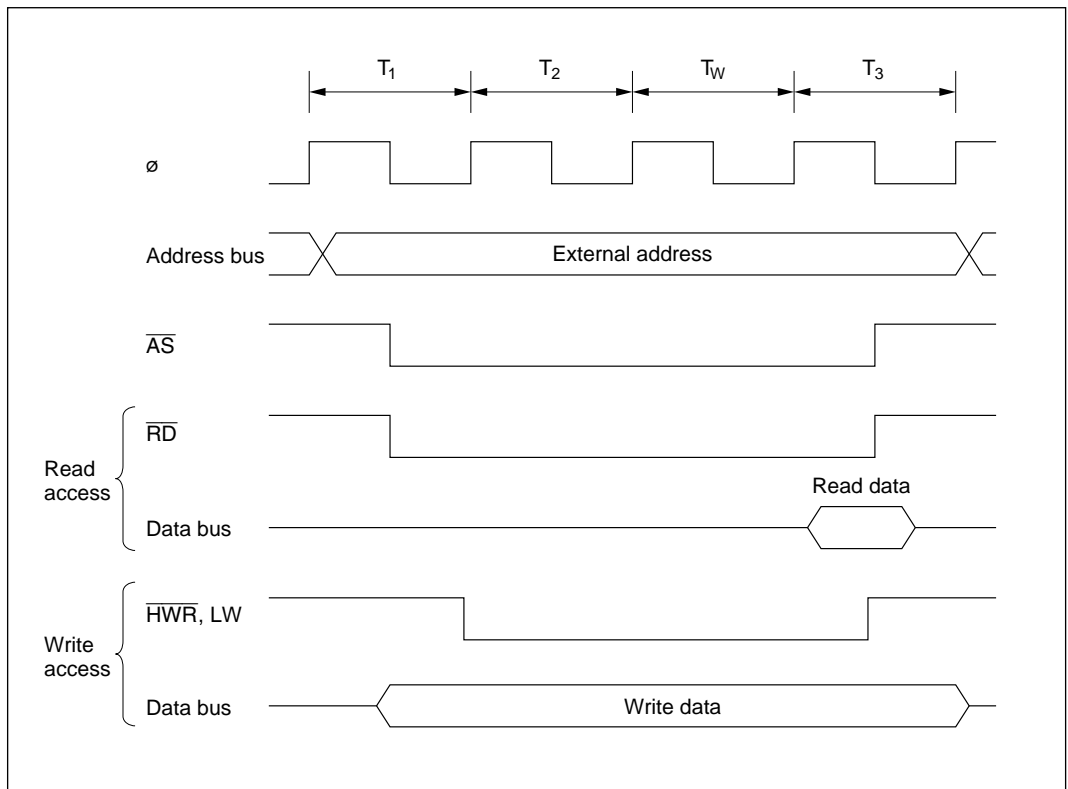 T1 T2 TW T3
ø
Address bus External address
AS
Read access
RD
Read data
Data bus
Write access
HWR, LW
Data bus Write data